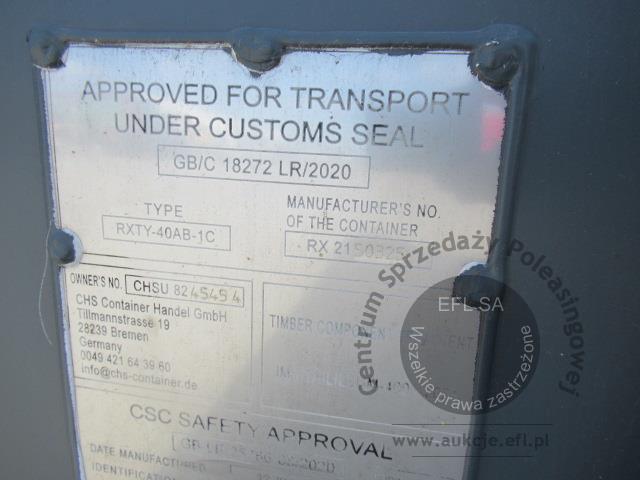 APPROVED FOR TRANSPORT
UNDER CUSTOMS SEAL
GB/C 18272 LR/2020
TYPE
RXTY-40AB-1C
MANUFACTURER'S NO.
OF THE CONTAINER
RX 2150325
OWNER'S NO. CHSU 8245454
CHS Container Handel GmbH
Tillmannstrasse 19
28239 Bremen
Germany
0049 421 64 39 60
info@chs-container.de
TIMBER COMPONENT
CSC SAFETY APPROVAL
DATE MANUFACTURED
Centrum Sprzedaży Poleasingowej
EFL SA
Wszelkie prawa zastrzeżone
www.aukcje.efl.pl